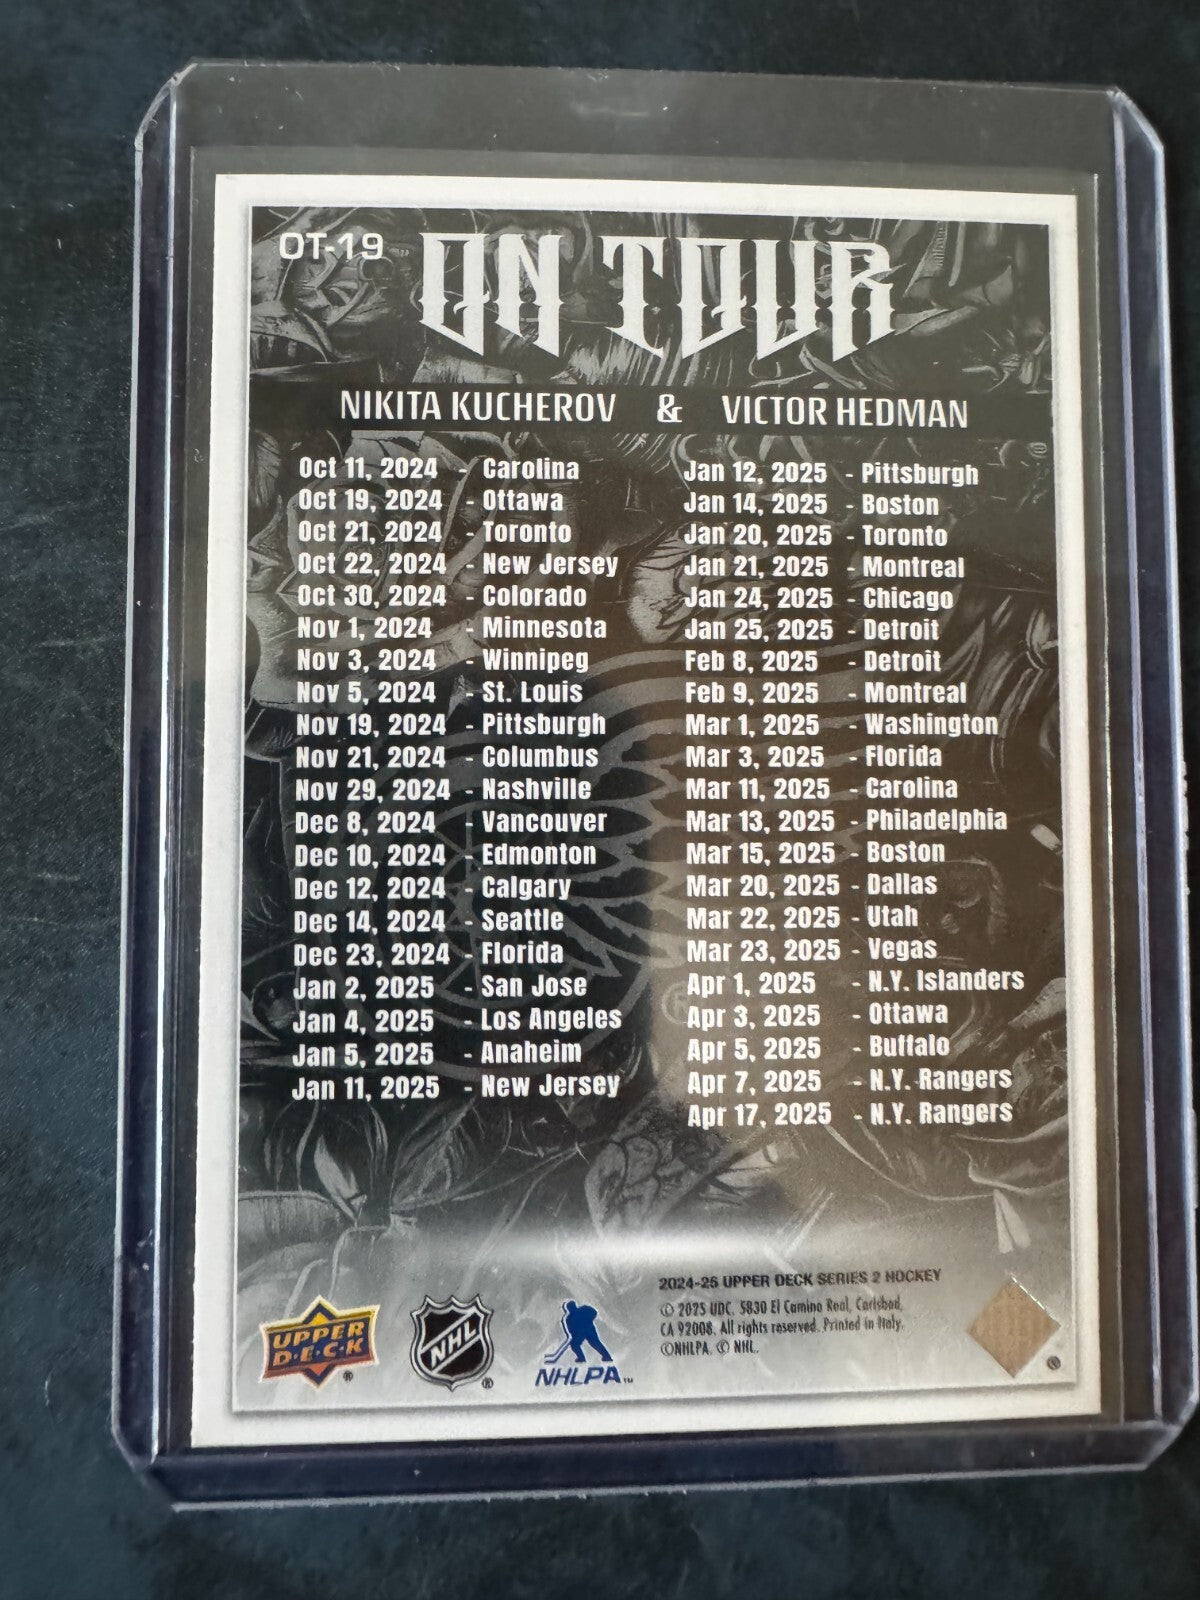 OT-19 ON TOUR
NIKITA KUCHEROV & VICTOR HEDMAN
Oct 11, 2024 - Carolina
Oct 19, 2024 - Ottawa
Oct 21, 2024 - Toronto
Oct 22, 2024 - New Jersey
Oct 30, 2024 - Colorado
Nov 1, 2024 - Minnesota
Nov 3, 2024 - Winnipeg
Nov 5, 2024 - St. Louis
Nov 19, 2024 - Pittsburgh
Nov 21, 2024 - Columbus
Nov 29, 2024 - Nashville
Dec 8, 2024 - Vancouver
Dec 10, 2024 - Edmonton
Dec 12, 2024 - Calgary
Dec 14, 2024 - Seattle
Dec 23, 2024 - Florida
Jan 2, 2025 - San Jose
Jan 4, 2025 - Los Angeles
Jan 5, 2025 - Anaheim
Jan 11, 2025 - New Jersey
Jan 12, 2025 - Pittsburgh
Jan 14, 2025 - Boston
Jan 20, 2025 - Toronto
Jan 21, 2025 - Montreal
Jan 24, 2025 - Chicago
Jan 25, 2025 - Detroit
Feb 8, 2025 - Detroit
Feb 9, 2025 - Montreal
Mar 1, 2025 - Washington
Mar 3, 2025 - Florida
Mar 11, 2025 - Carolina
Mar 13, 2025 - Philadelphia
Mar 15, 2025 - Boston
Mar 20, 2025 - Dallas
Mar 22, 2025 - Utah
Mar 23, 2025 - Vegas
Apr 1, 2025 - N.Y. Islanders
Apr 3, 2025 - Ottawa
Apr 5, 2025 - Buffalo
Apr 7, 2025 - N.Y. Rangers
Apr 17, 2025 - N.Y. Rangers
2024-25 UPPER DECK SERIES 2 HOCKEY
© 2025 UDC, 5830 El Camino Real, Carlsbad,
CA 92008. All rights reserved. Printed in Italy.
©NHLPA. © NHL.
UPPER
D·E·C·K ®
NHL ®
NHLPA™
®